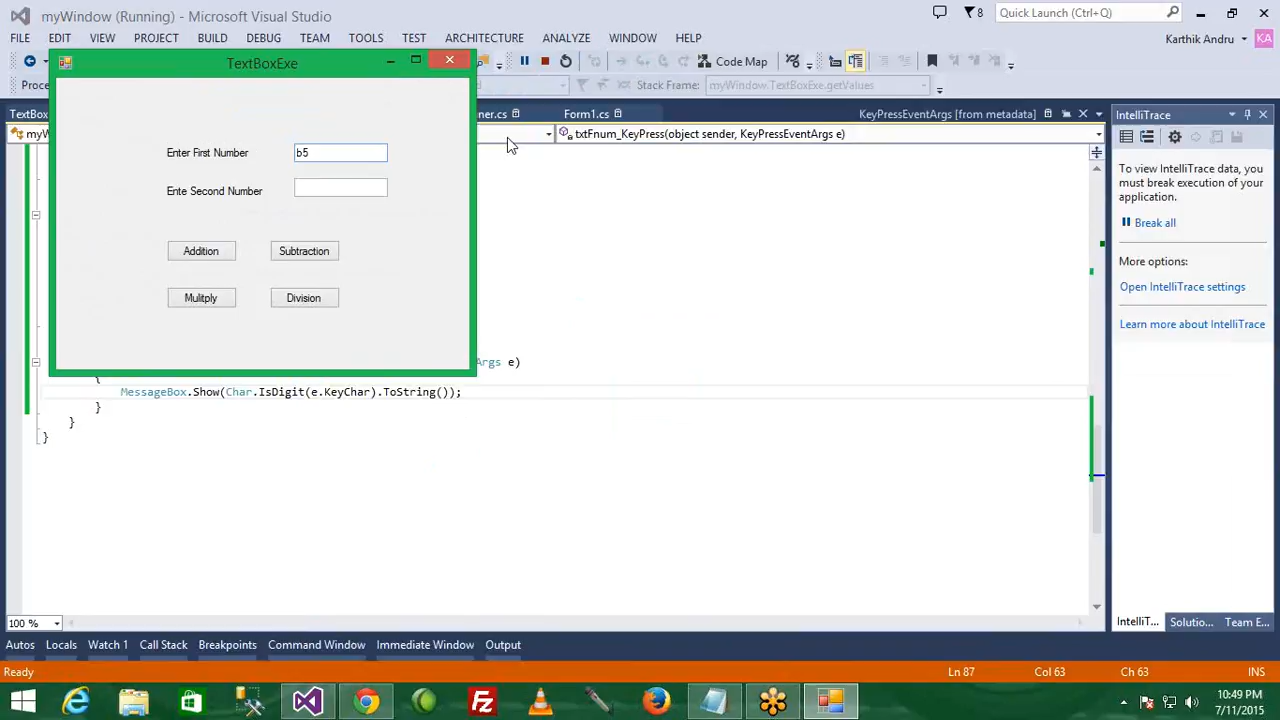 myWindow (Running) - Microsoft Visual Studio
8
Quick Launch (Ctrl+Q)
FILE EDIT VIEW PROJECT BUILD DEBUG TEAM TOOLS TEST ARCHITECTURE ANALYZE WINDOW HELP
Karthik Andru KA
TextBoxExe
Code Map
Stack Frame: myWindow.TextBoxExe.getValues
Form1.cs
KeyPressEventArgs [from metadata]
txtFnum_KeyPress(object sender, KeyPressEventArgs e)
IntelliTrace
To view IntelliTrace data, you
must break execution of your
application.
Break all
More options:
Open IntelliTrace settings
Learn more about IntelliTrace
Enter First Number b5
Ente Second Number
Addition Subtraction
Mulitply Division
Args e)
{
MessageBox.Show(Char.IsDigit(e.KeyChar).ToString());
}
}
}
100 %
IntelliT... Solutio... Team E...
Autos Locals Watch 1 Call Stack Breakpoints Command Window Immediate Window Output
Ready Ln 87 Col 63 Ch 63 INS
10:49 PM
7/11/2015